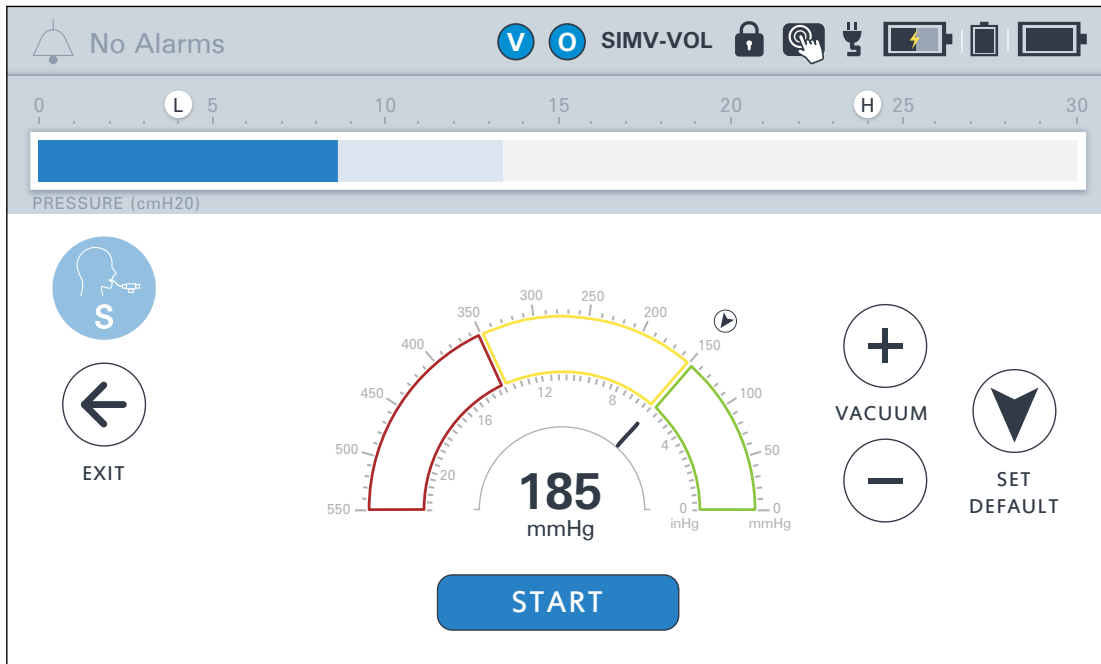 No Alarms
V O SIMV-VOL
0 L 5 10 15 20 H 25 30
PRESSURE (cmH20)
S
EXIT
550 500 450 400 350 300 250 200 150 100 50 0
mmHg
20 16 12 8 4 0
inHg
185
mmHg
VACUUM
SET
DEFAULT
START